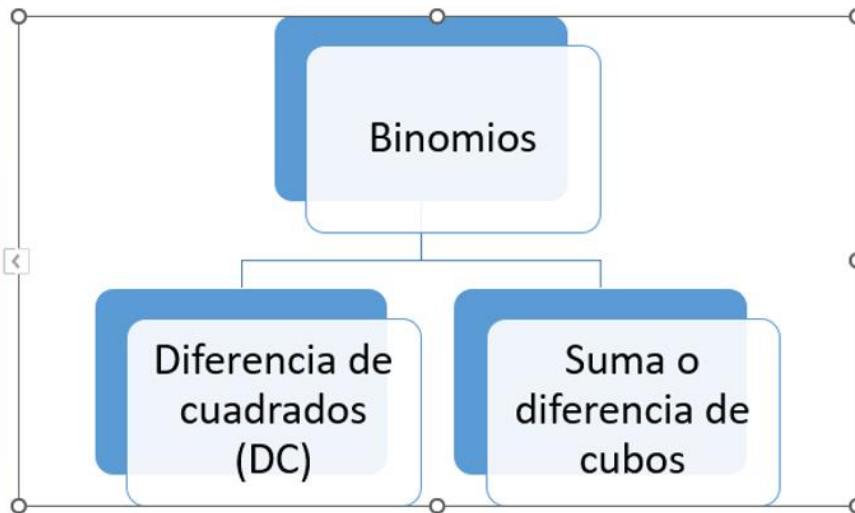 Binomios
Diferencia de
cuadrados
(DC)
Suma o
diferencia de
cubos